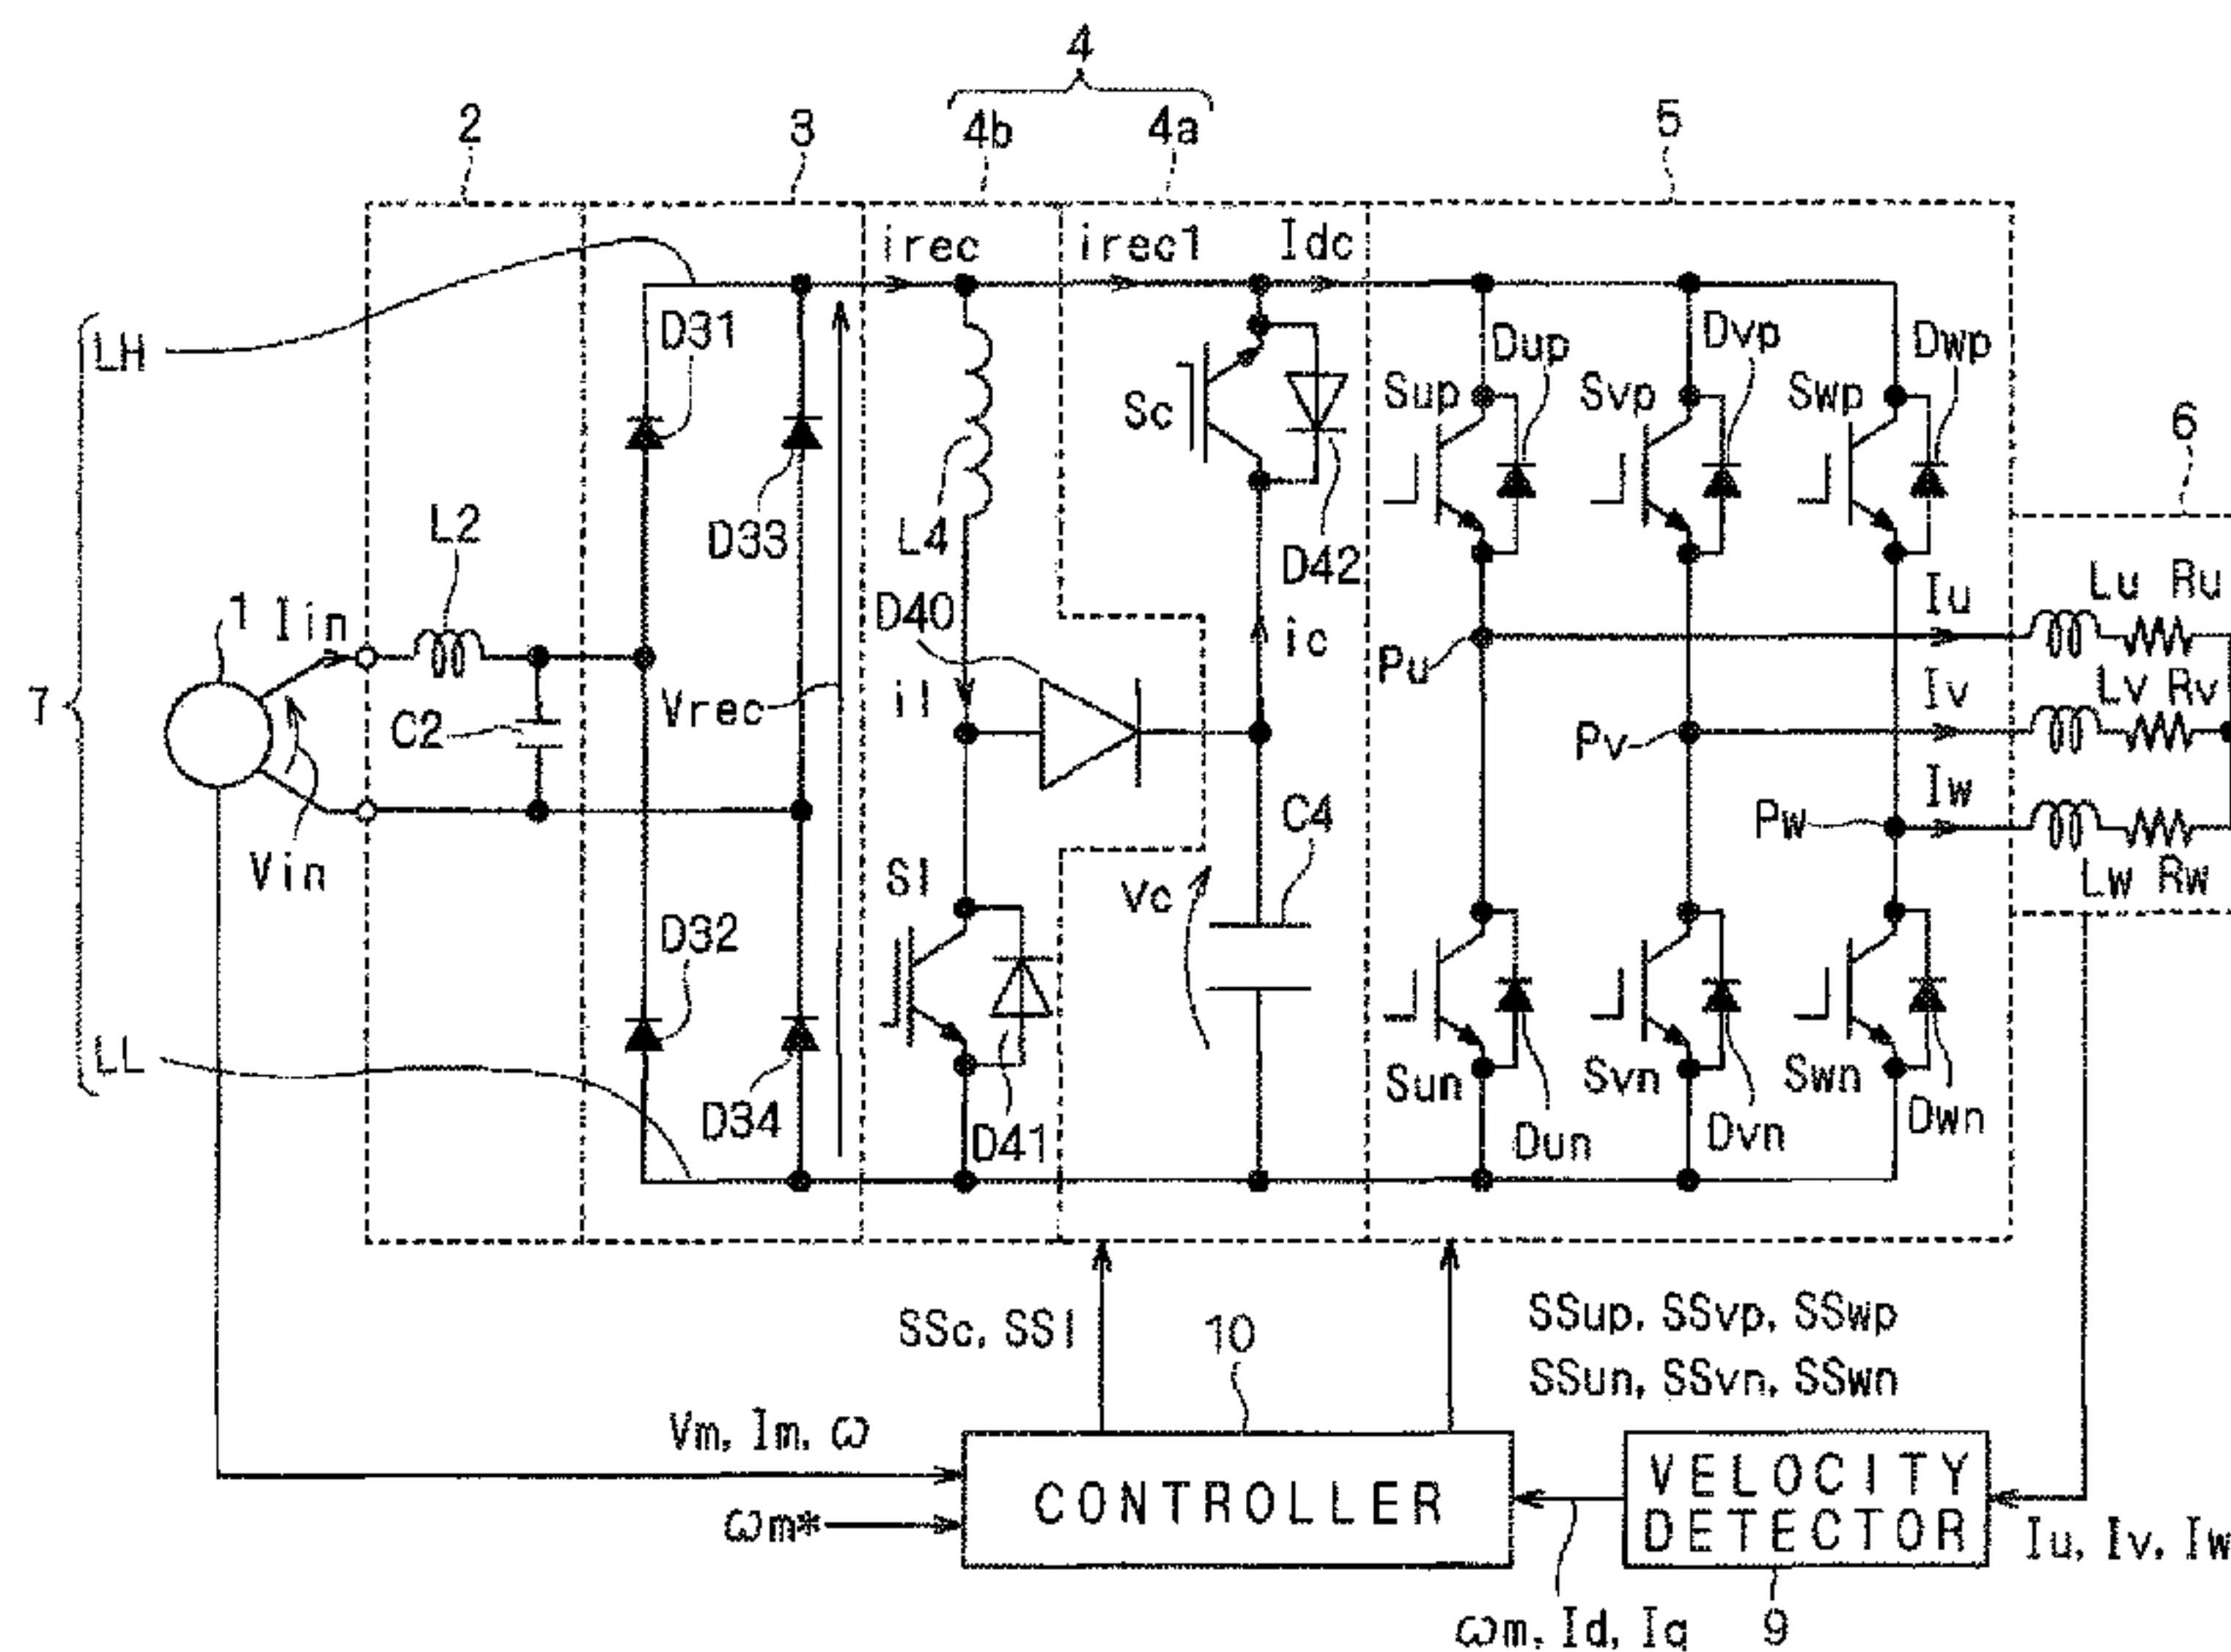 4
2
3
4b
4a
5
irec
irec1
Idc
LH
D31
Dup
Dvp
Dwp
Sc
Sup
Svp
Swp
6
L2
D33
L4
D42
Lu Ru
1
Iin
D40
ic
Iu
Pu
7
C2
Vrec
il
Lv Rv
Iv
Pv
C4
Iw
Pw
Vin
Sl
vc
Lw Rw
D32
LL
Sun
Svn
Swn
D34
D41
Dun
Dvn
Dwn
SSc, SSl
10
SSup, SSvp, SSwp
SSun, SSvn, SSwn
Vm, Im, ω
CONTROLLER
VELOCITY
DETECTOR
ωm*
Iu, Iv, Iw
ωm, Id, Iq
9